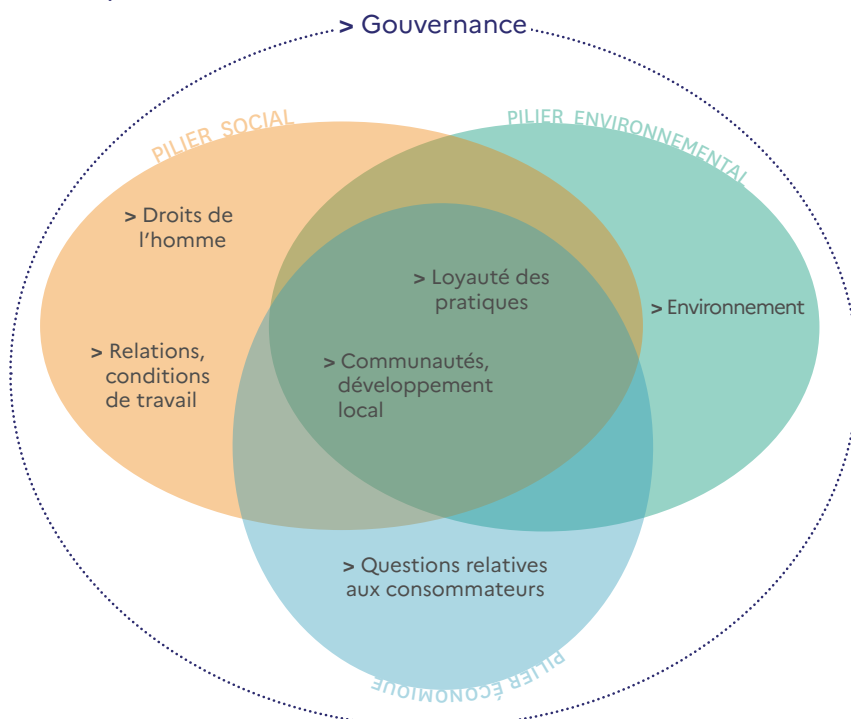 > Gouvernance
PILIER SOCIAL
PILIER ENVIRONNEMENTAL
> Droits de
l'homme
> Loyauté des
pratiques
> Environnement
> Relations,
conditions
de travail
> Communautés,
développement
local
> Questions relatives
aux consommateurs
PILIER ÉCONOMIQUE